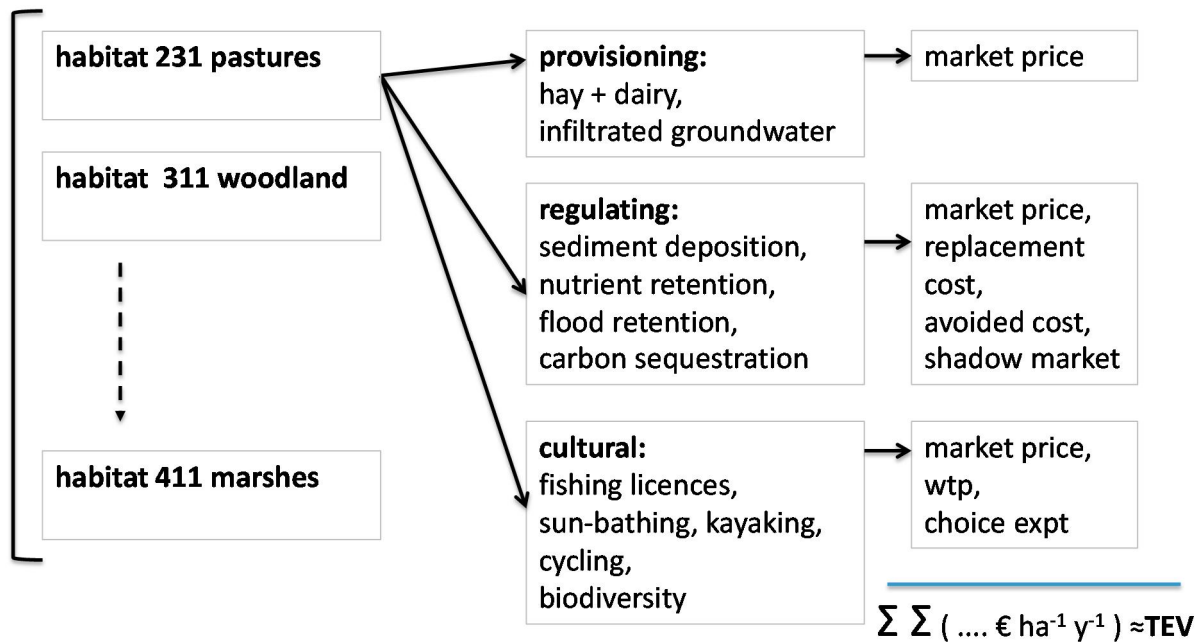 habitat 231 pastures
habitat 311 woodland
habitat 411 marshes
provisioning:
hay + dairy,
infiltrated groundwater
regulating:
sediment deposition,
nutrient retention,
flood retention,
carbon sequestration
cultural:
fishing licences,
sun-bathing, kayaking,
cycling,
biodiversity
market price
market price,
replacement
cost,
avoided cost,
shadow market
market price,
wtp,
choice expt
Σ Σ ( .... € ha⁻¹ y⁻¹ ) ≈TEV